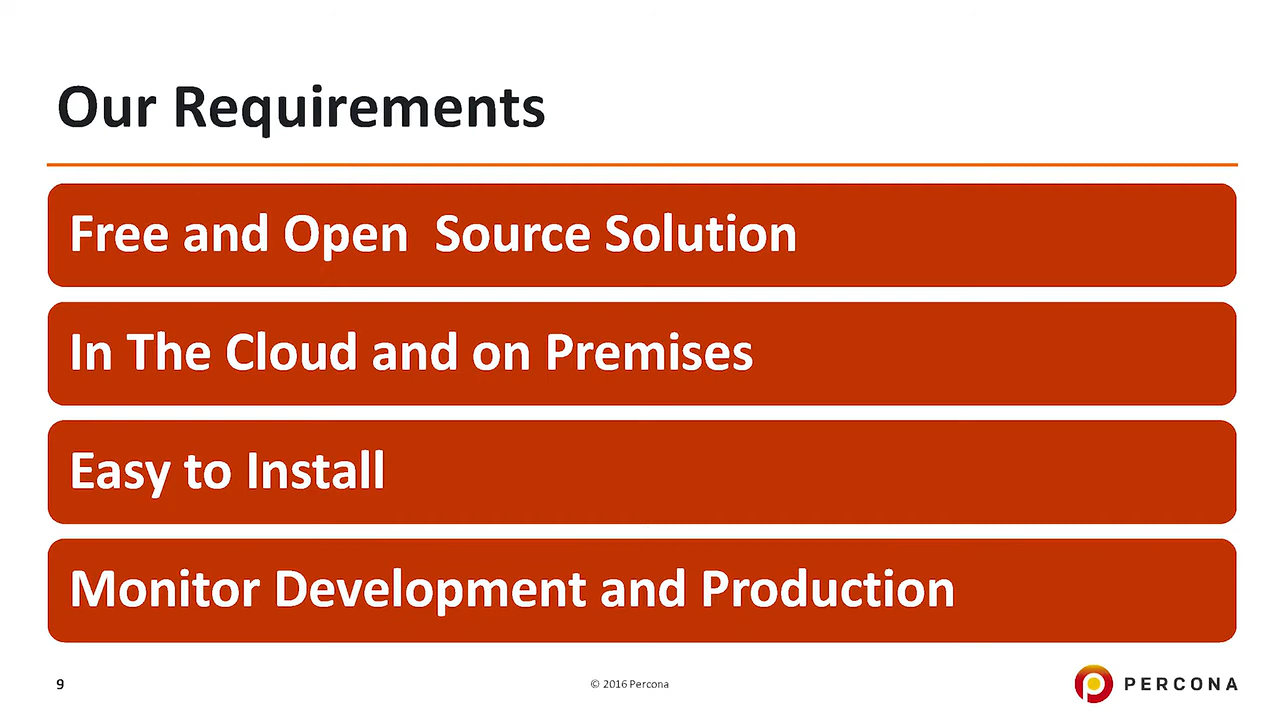 Our Requirements
Free and Open  Source Solution
In The Cloud and on Premises
Easy to Install
Monitor Development and Production
9
© 2016 Percona
PERCONA